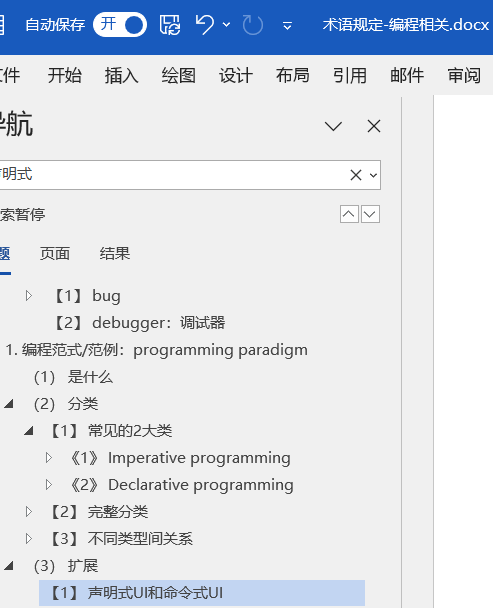 自动保存 开 术语规定-编程相关.docx
文件 开始 插入 绘图 设计 布局 引用 邮件 审阅
导航
声明式
搜索暂停
标题 页面 结果
【1】 bug
【2】 debugger：调试器
1. 编程范式/范例：programming paradigm
（1） 是什么
（2） 分类
【1】 常见的2大类
《1》 Imperative programming
《2》 Declarative programming
【2】 完整分类
【3】 不同类型间关系
（3） 扩展
【1】 声明式UI和命令式UI